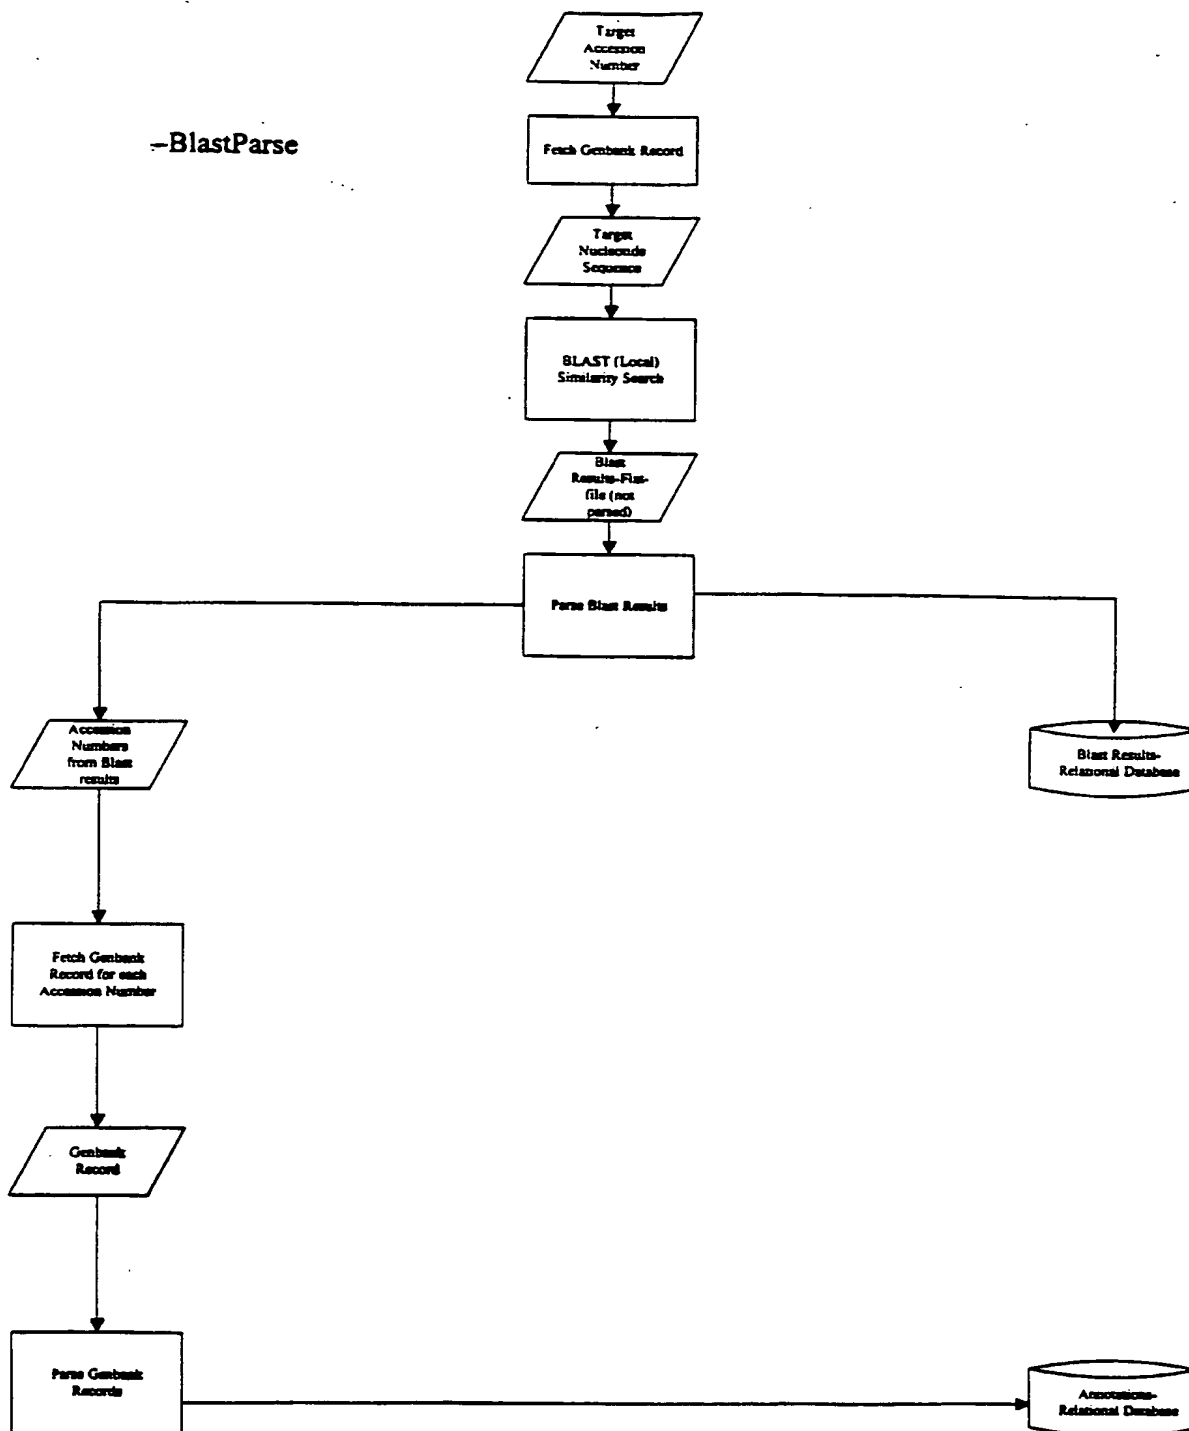 Target
Accession
Number
–BlastParse
Fetch Genbank Record
Target
Nucleotide
Sequence
BLAST (Local)
Similarity Search
Blast
Results-Flat-
file (not
parsed)
Parse Blast Results
Accession
Numbers
from Blast
results
Blast Results-
Relational Database
Fetch Genbank
Record for each
Accession Number
Genbank
Record
Parse Genbank
Records
Annotations-
Relational Database